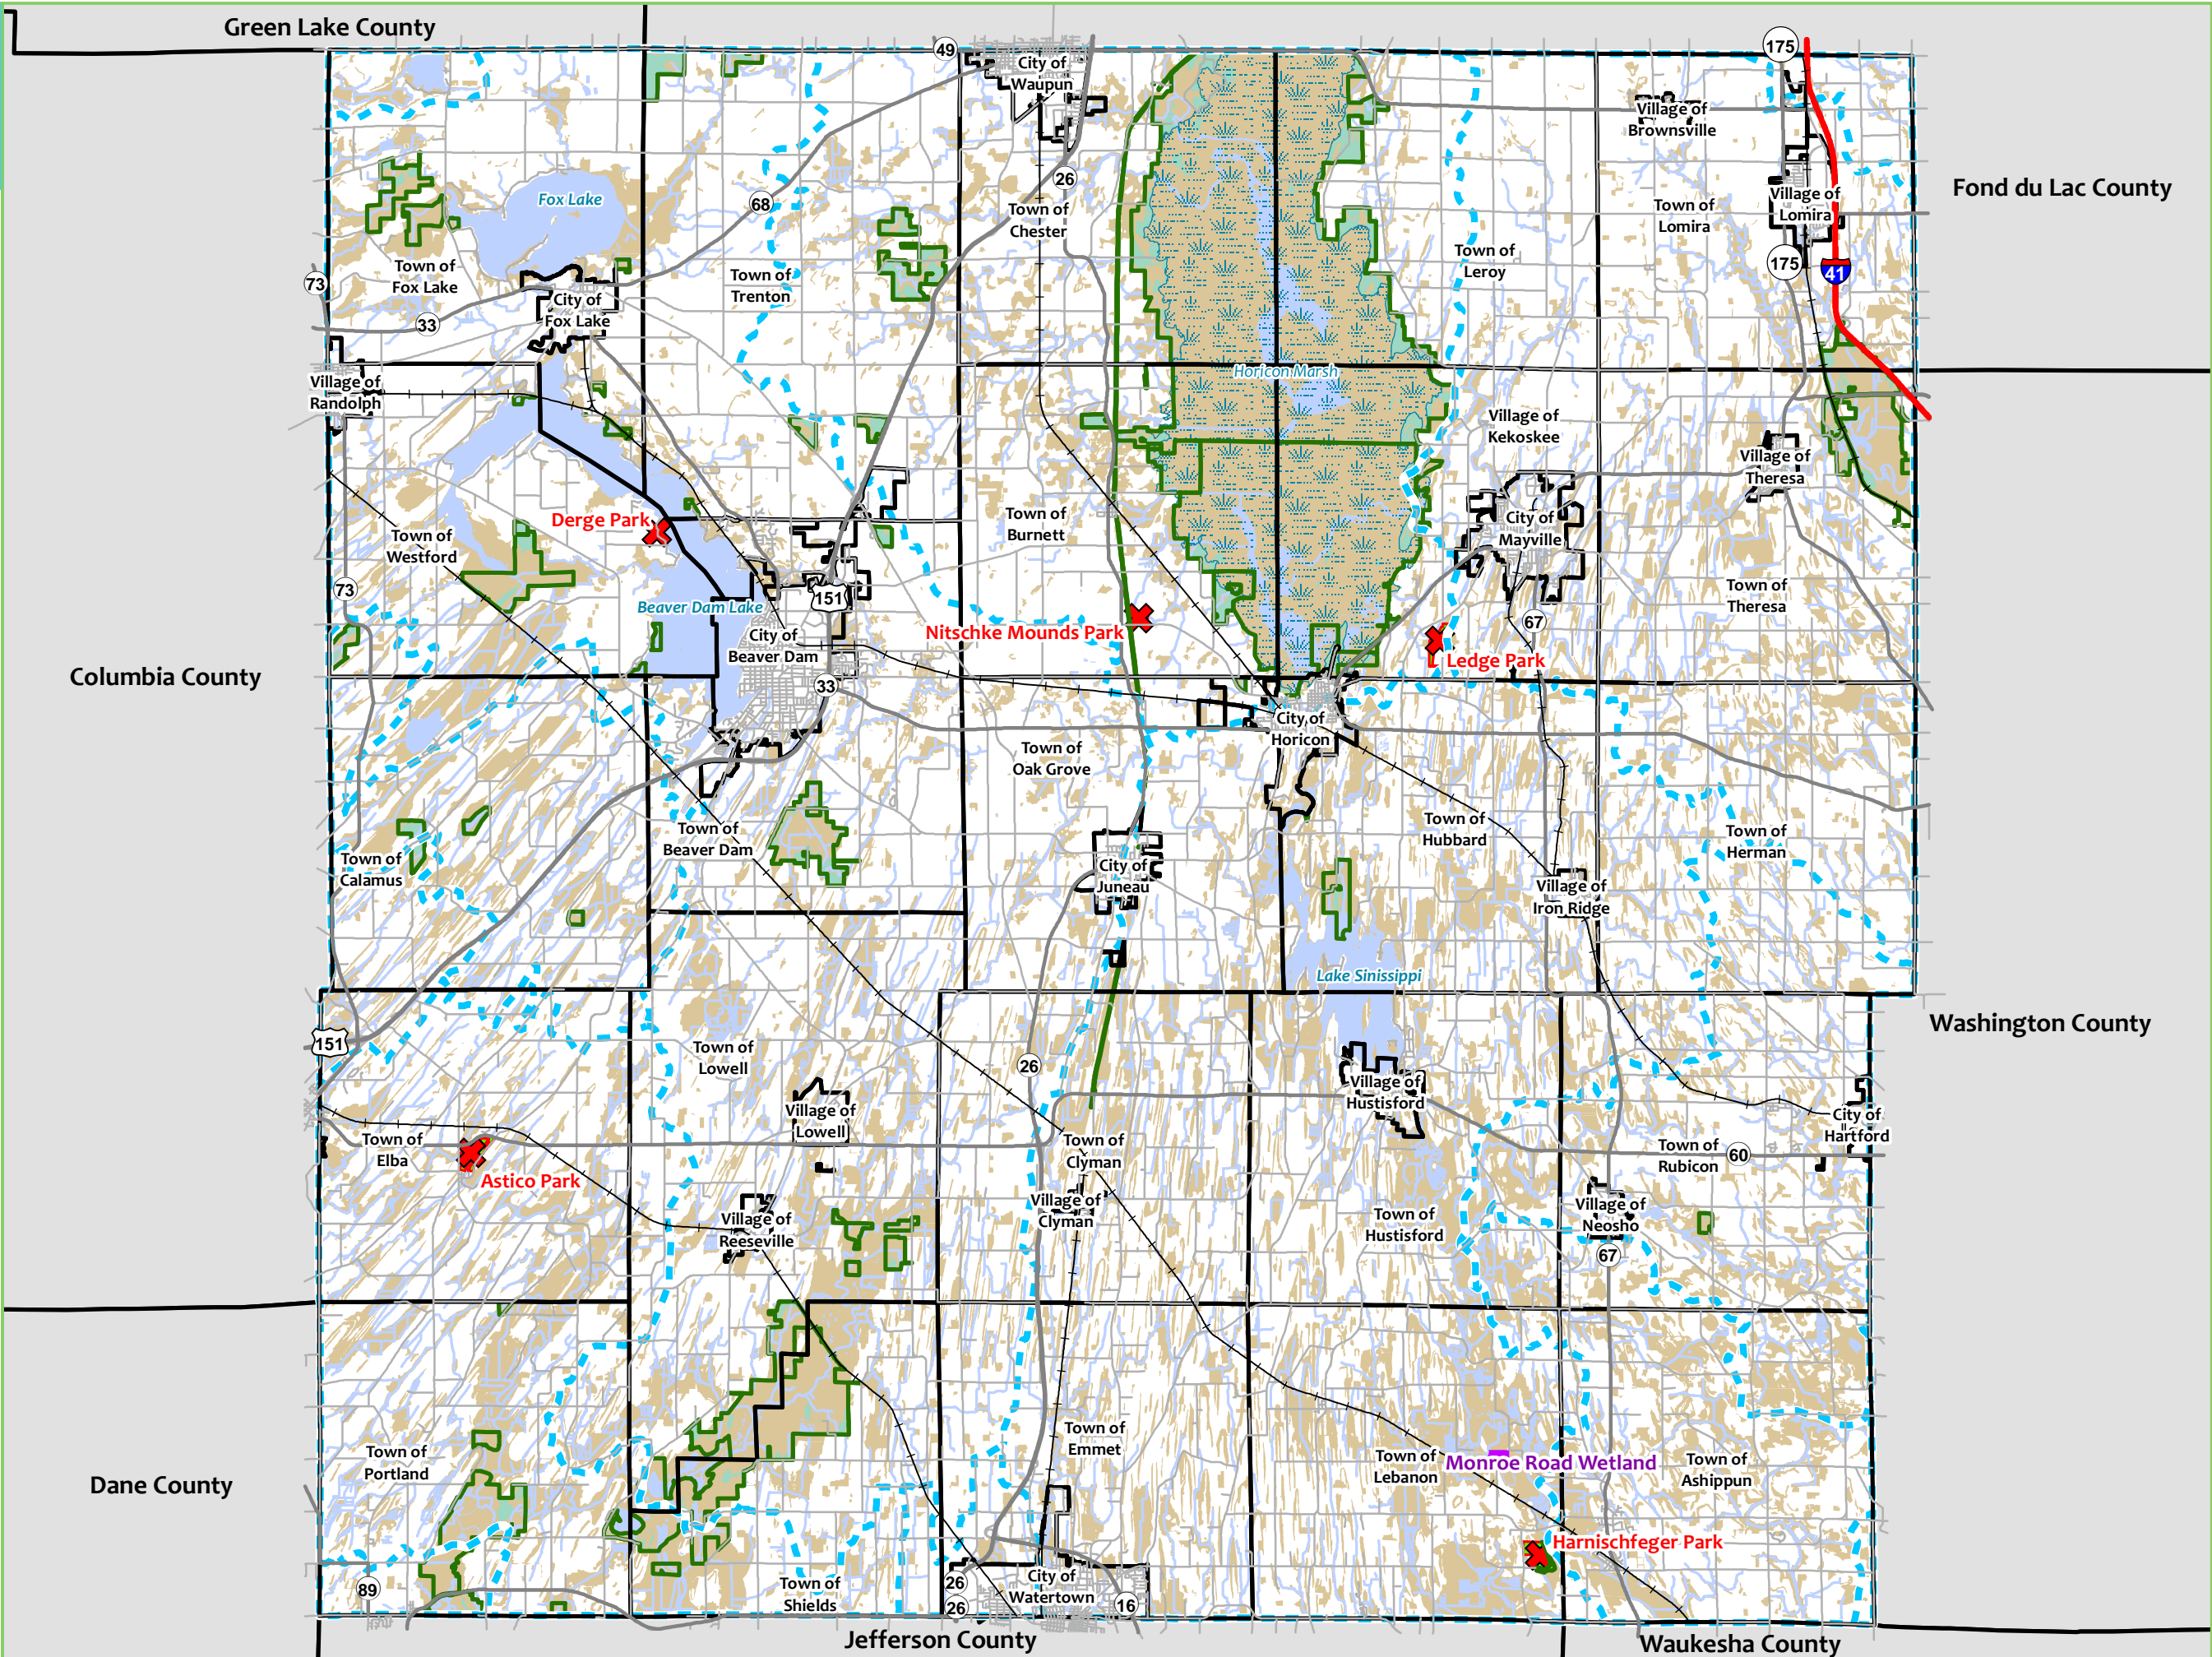 Green Lake County
49
City of
Waupun
175
Village of
Brownsville
Fox Lake
68
26
Town of
Chester
Town of
Lomira
Village of
Lomira
Fond du Lac County
73
Town of
Fox Lake
City of
Fox Lake
33
Town of
Trenton
Town of
Leroy
175
41
Village of
Randolph
Horicon Marsh
Village of
Kekoskee
Village of
Theresa
Derge Park
Town of
Westford
Town of
Burnett
City of
Mayville
73
Beaver Dam Lake
151
City of
Beaver Dam
Nitschke Mounds Park
67
Town of
Theresa
Ledge Park
Columbia County
33
City of
Horicon
Town of
Oak Grove
Town of
Beaver Dam
Town of
Calamus
City of
Juneau
Town of
Hubbard
Town of
Herman
Village of
Iron Ridge
Lake Sinissippi
151
Town of
Lowell
26
Washington County
Village of
Lowell
Village of
Hustisford
City of
Hartford
Town of
Elba
Astico Park
Town of
Clyman
Town of
Rubicon
60
Village of
Reeseville
Village of
Clyman
Town of
Hustisford
Village of
Neosho
67
Dane County
Town of
Portland
Town of
Emmet
Town of
Lebanon
Monroe Road Wetland
Town of
Ashippun
Harnischfeger Park
89
Town of
Shields
26
26
City of
Watertown
16
Jefferson County
Waukesha County